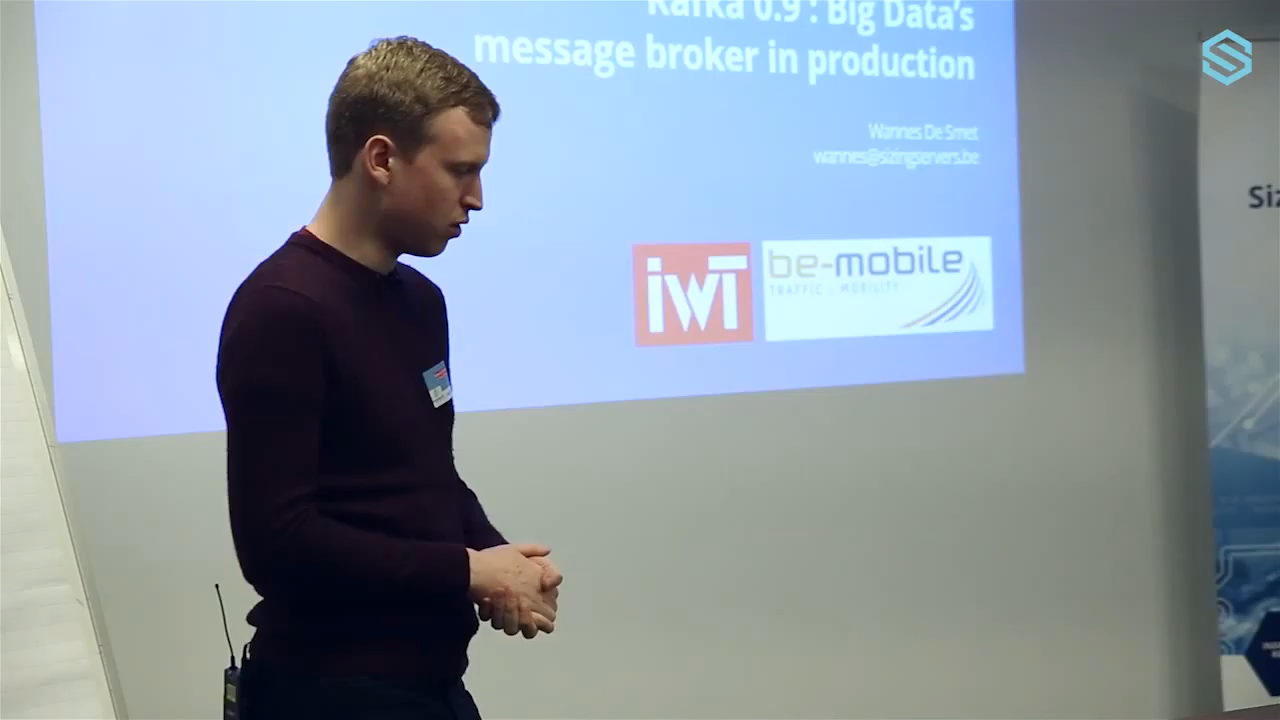 Kafka 0.9 : Big Data's
message broker in production
Wannes De Smet
wannes@sizingservers.be
iWT
be-mobile
TRAFFIC & MOBILITY
Siz